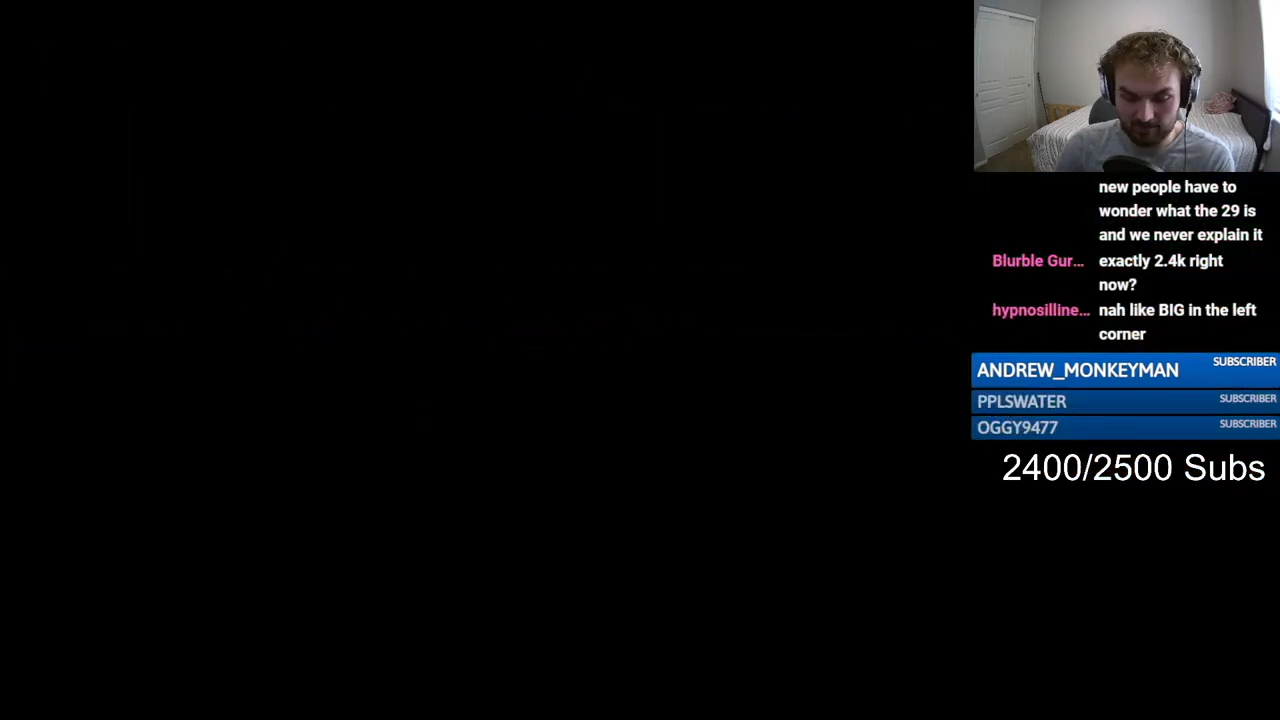 new people have to
wonder what the 29 is
and we never explain it
Blurble Gur... exactly 2.4k right
now?
hypnosilline... nah like BIG in the left
corner
ANDREW_MONKEYMAN SUBSCRIBER
PPLSWATER SUBSCRIBER
OGGY9477 SUBSCRIBER
2400/2500 Subs